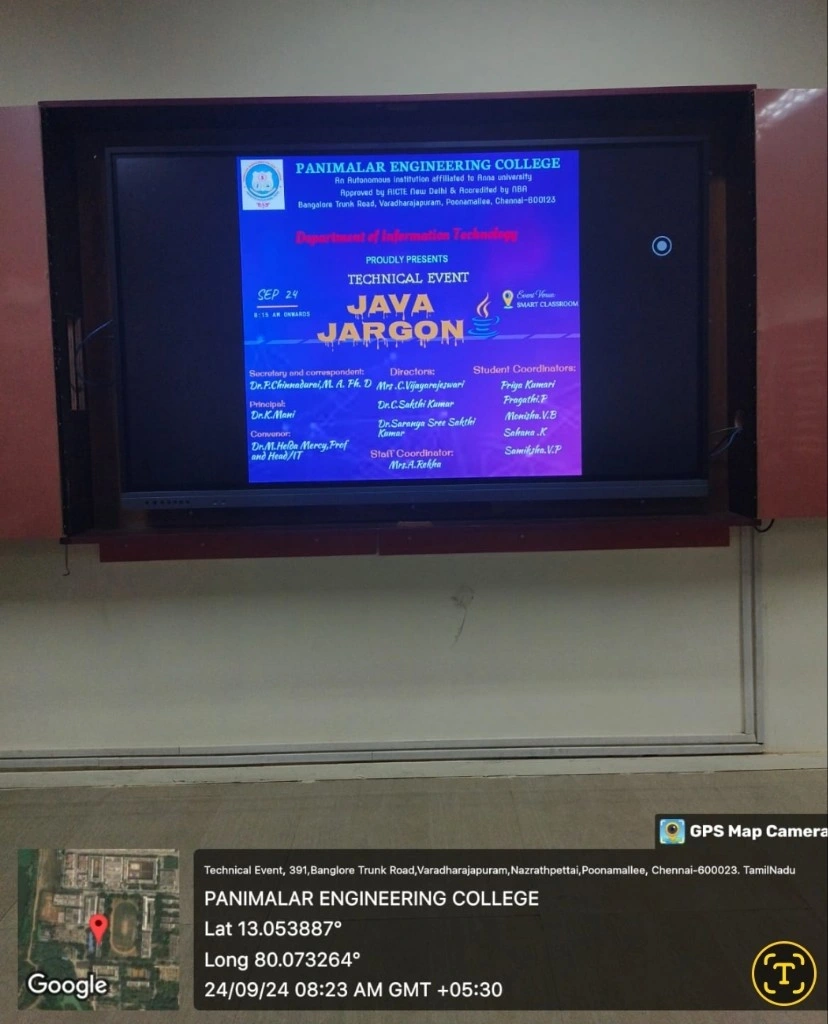 PANIMALAR ENGINEERING COLLEGE
An Autonomous institution affiliated to Anna university
Approved by AICTE New Delhi & Accredited by NBA
Bangalore Trunk Road, Varadharajapuram, Poonamallee, Chennai-600123
Department of Information Technology
PROUDLY PRESENTS
TECHNICAL EVENT
SEP 24
8:15 AM ONWARDS
JAVA
JARGON
Event Venue
SMART CLASSROOM
Secretary and correspondent:
Dr.P.Chinnadurai,M. A. Ph. D
Principal:
Dr.K.Mani
Convenor:
Dr.M.Helda Mercy,Prof
and Head/IT
Directors:
Mrs .C.Vijayarajeswari
Dr.C.Sakthi Kumar
Dr.Saranya Sree Sakthi
Kumar
Staff Coordinator:
Mrs.A.Rekha
Student Coordinators:
Priya Kumari
Pragathi.R
Monisha.V.B
Sahana .K
Samiksha.V.P
GPS Map Camera
Technical Event, 391,Banglore Trunk Road,Varadharajapuram,Nazrathpettai,Poonamallee, Chennai-600023. TamilNadu
PANIMALAR ENGINEERING COLLEGE
Lat 13.053887°
Long 80.073264°
24/09/24 08:23 AM GMT +05:30
Google
T